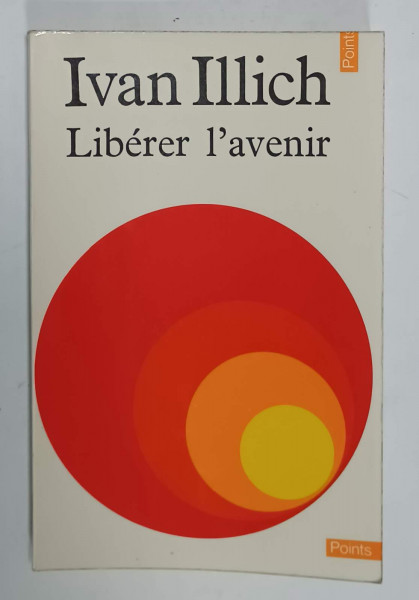 Points
Ivan Illich
Libérer l'avenir
Points